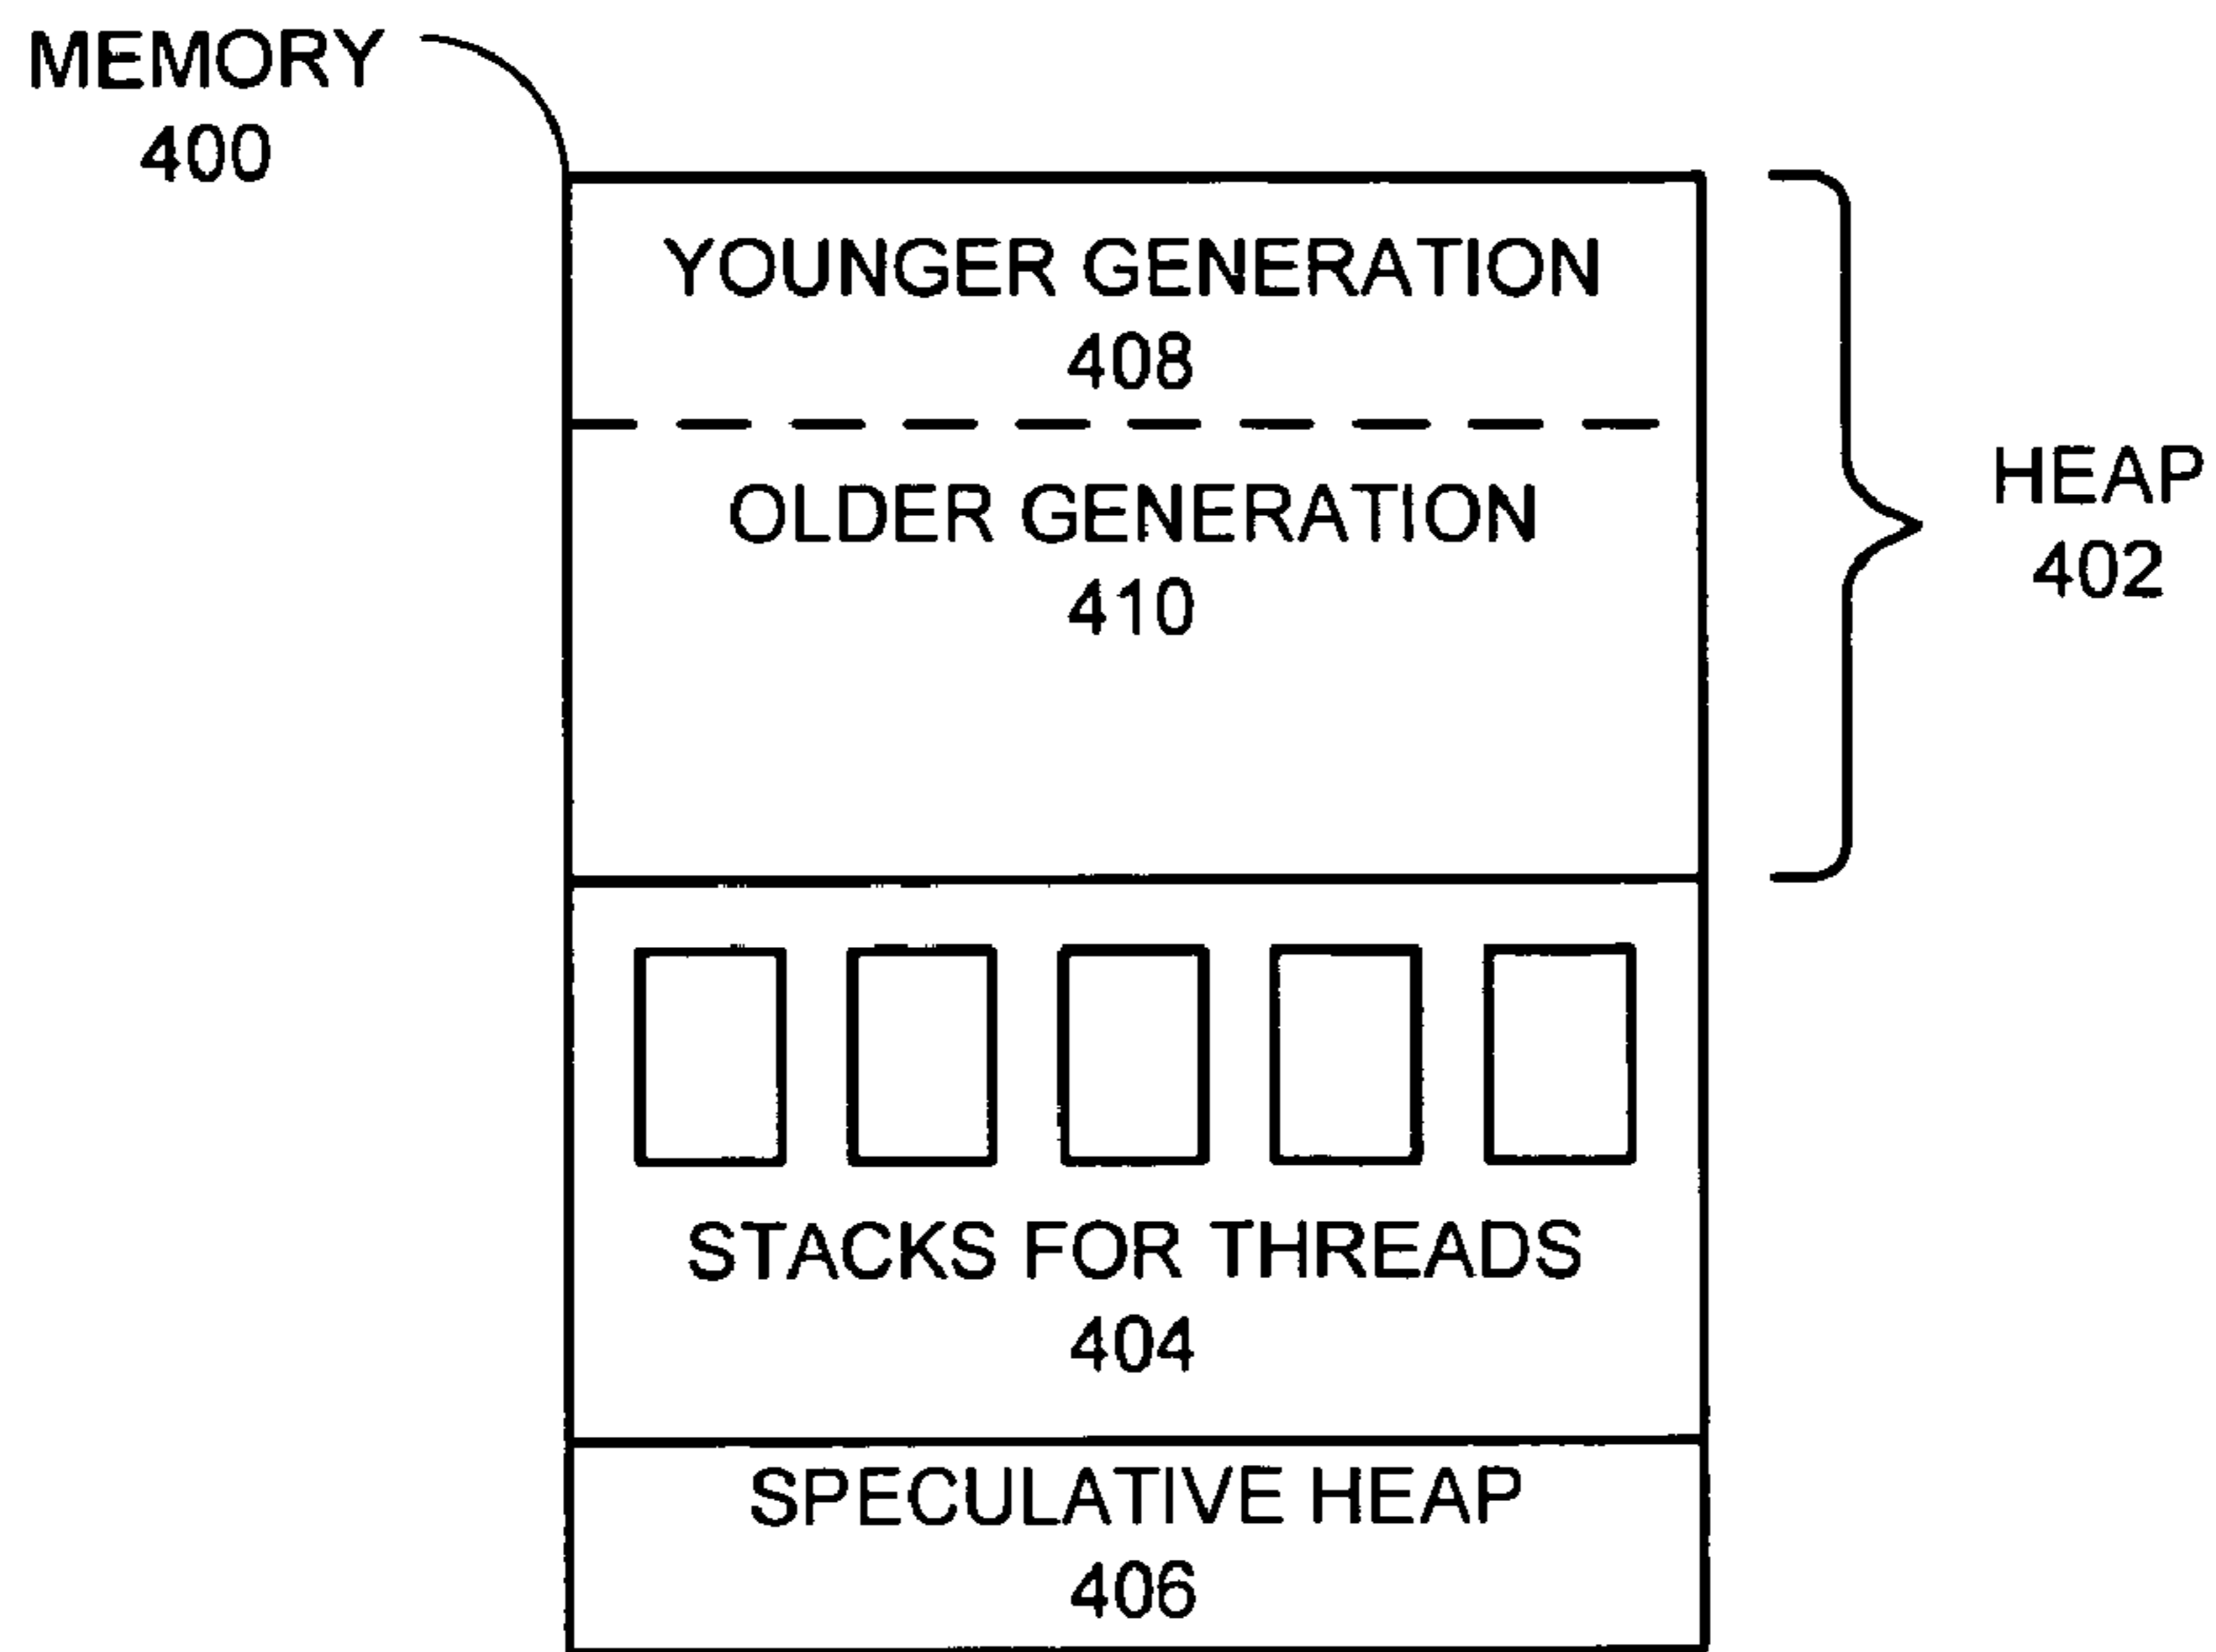 MEMORY
400
YOUNGER GENERATION
408
OLDER GENERATION
410
HEAP
402
STACKS FOR THREADS
404
SPECULATIVE HEAP
406